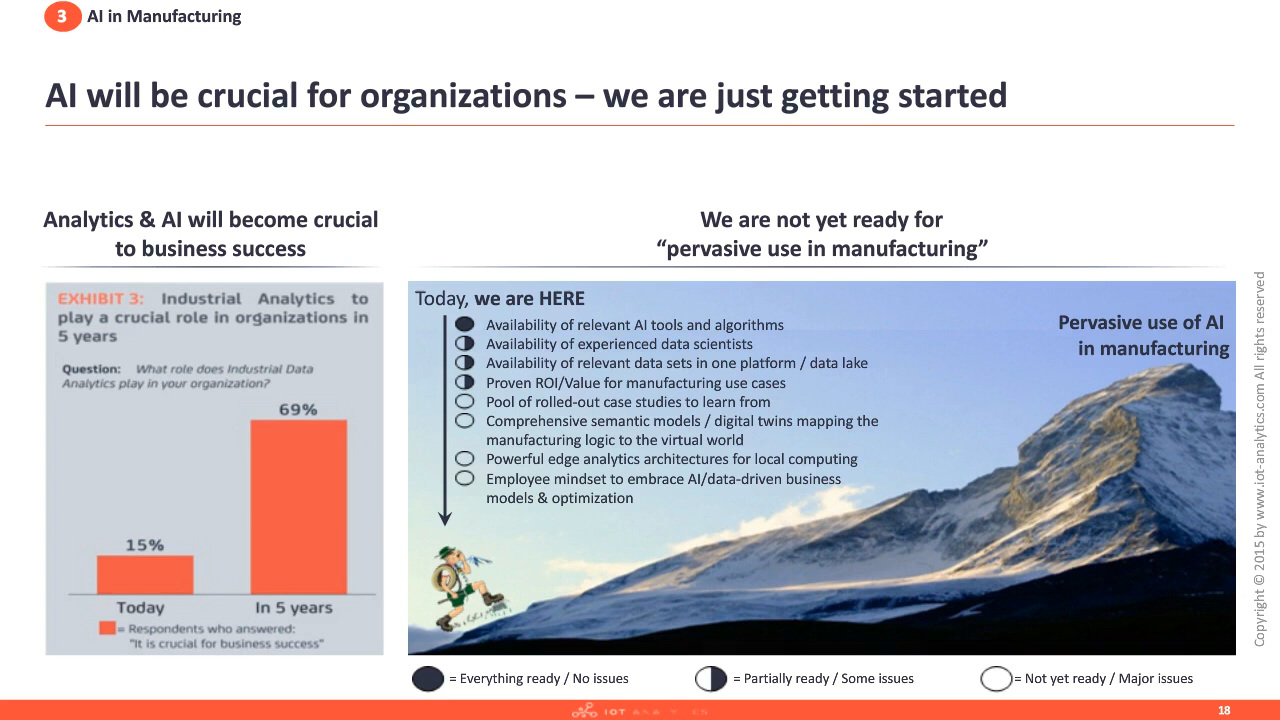 3 AI in Manufacturing
AI will be crucial for organizations – we are just getting started
Analytics & AI will become crucial
to business success
EXHIBIT 3: Industrial Analytics to
play a crucial role in organizations in
5 years
Question: What role does Industrial Data
Analytics play in your organization?
69%
15%
Today
In 5 years
= Respondents who answered:
"It is crucial for business success"
We are not yet ready for
“pervasive use in manufacturing”
Today, we are HERE
Availability of relevant AI tools and algorithms
Availability of experienced data scientists
Availability of relevant data sets in one platform / data lake
Proven ROI/Value for manufacturing use cases
Pool of rolled-out case studies to learn from
Comprehensive semantic models / digital twins mapping the
manufacturing logic to the virtual world
Powerful edge analytics architectures for local computing
Employee mindset to embrace AI/data-driven business
models & optimization
Pervasive use of AI
in manufacturing
= Everything ready / No issues
= Partially ready / Some issues
= Not yet ready / Major issues
Copyright © 2015 by www.iot-analytics.com All rights reserved
IOT
18